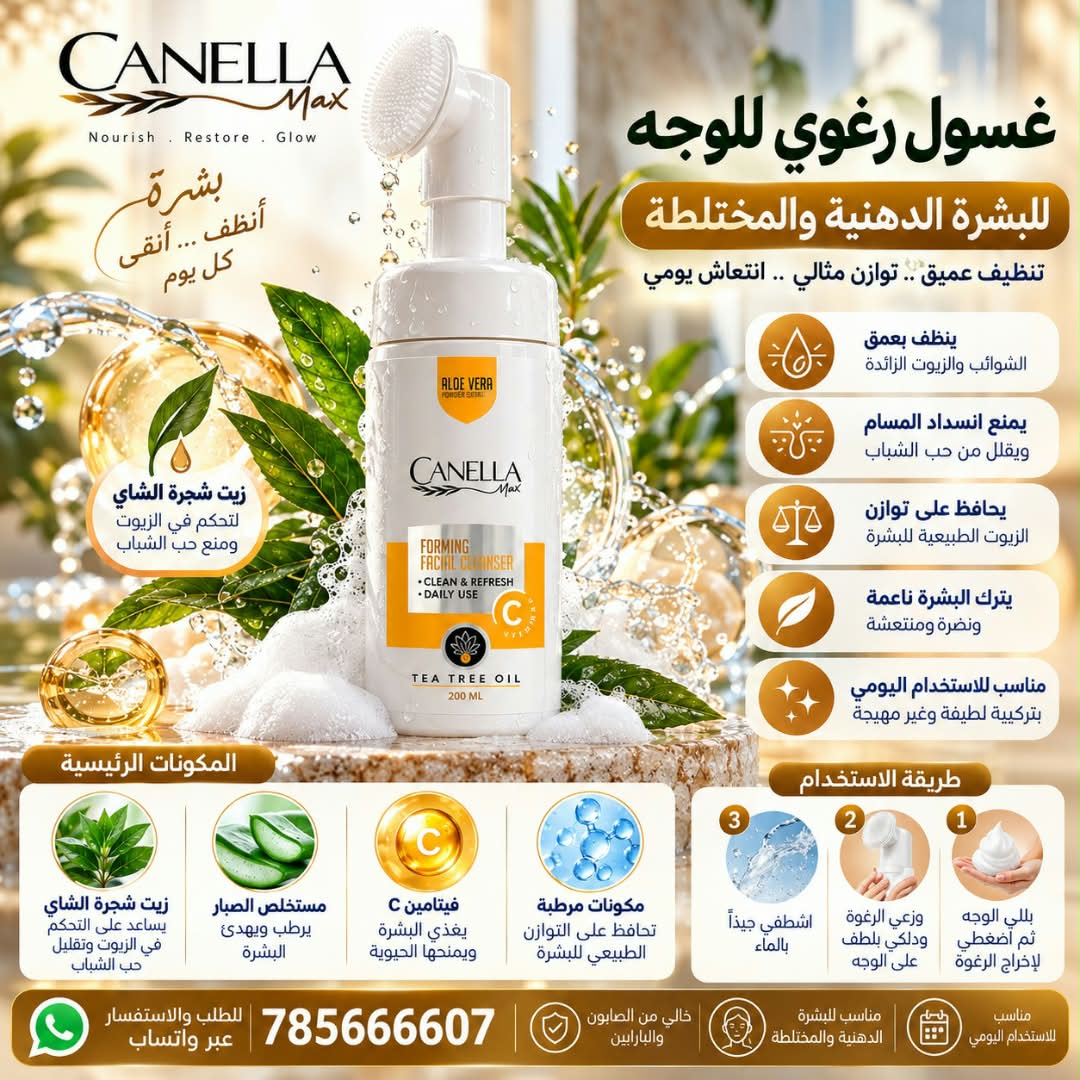 CANELLA
Max
Nourish . Restore . Glow
بشرة
أنظف ... أنقى
كل يوم
غسول رغوي للوجه
للبشرة الدهنية والمختلطة
تنظيف عميق .. توازن مثالي .. انتعاش يومي
ينظف بعمق
الشوائب والزيوت الزائدة
يمنع انسداد المسام
ويقلل من حب الشباب
يحافظ على توازن
الزيوت الطبيعية للبشرة
يترك البشرة ناعمة
ونضرة ومنتعشة
مناسب للاستخدام اليومي
بتركيبة لطيفة وغير مهيجة
زيت شجرة الشاي
لتحكم في الزيوت
ومنع حب الشباب
ALOE VERA
CANELLA
Max
FORMING
FACIAL CLEANSER
• CLEAN & REFRESH
• DAILY USE
C
TEA TREE OIL
200 ML
المكونات الرئيسية
مكونات مرطبة
تحافظ على التوازن
الطبيعي للبشرة
C
فيتامين C
يغذي البشرة
ويمنحها الحيوية
مستخلص الصبار
يرطب ويهدئ
البشرة
زيت شجرة الشاي
يساعد على التحكم
في الزيوت وتقليل
حب الشباب
طريقة الاستخدام
1
بللي الوجه
ثم اضغطي
لإخراج الرغوة
2
وزعي الرغوة
ودلكي بلطف
على الوجه
3
اشطفي جيداً
بالماء
مناسب
للاستخدام اليومي
مناسب للبشرة
الدهنية والمختلطة
خالي من الصابون
والبارابين
785666607
للطلب والاستفسار
عبر واتساب